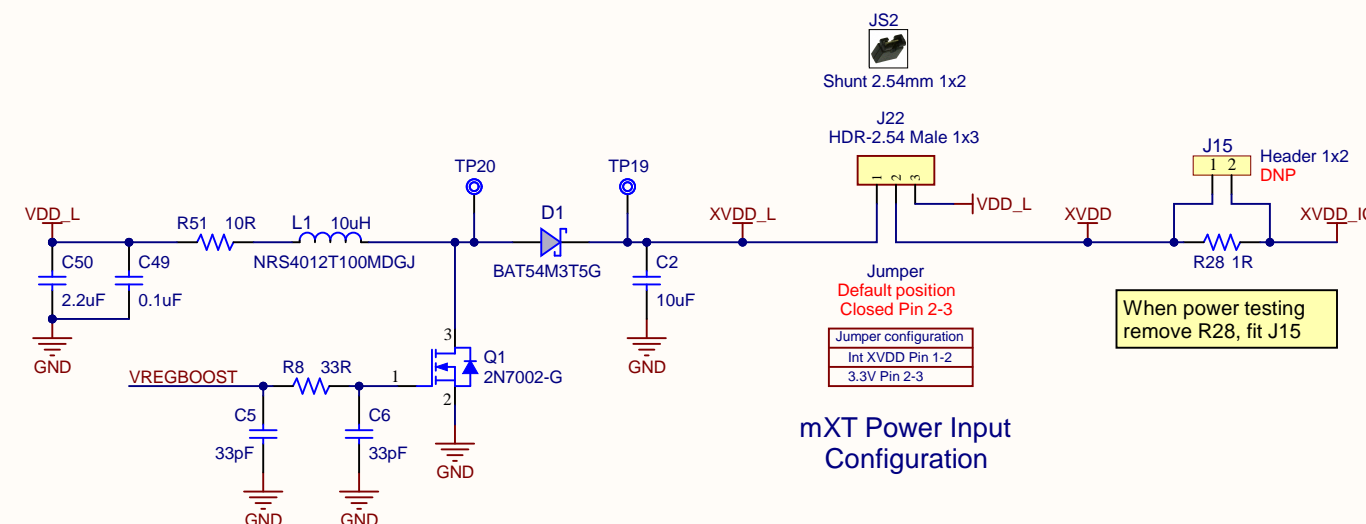 JS2
Shunt 2.54mm 1x2
J22
HDR-2.54 Male 1x3
1
2
3
VDD_L
TP20
TP19
J15
1 2
Header 1x2
DNP
VDD_L
R51 10R
L1 10uH
NRS4012T100MDGJ
D1
BAT54M3T5G
XVDD_L
XVDD
XVDD_IO
R28 1R
C50
2.2uF
C49
0.1uF
GND
C2
10uF
GND
Jumper
Default position
Closed Pin 2-3
Jumper configuration
Int XVDD Pin 1-2
3.3V Pin 2-3
When power testing
remove R28, fit J15
VREGBOOST
R8 33R
1
3
2
Q1
2N7002-G
C5
33pF
C6
33pF
GND
GND
GND
mXT Power Input
Configuration